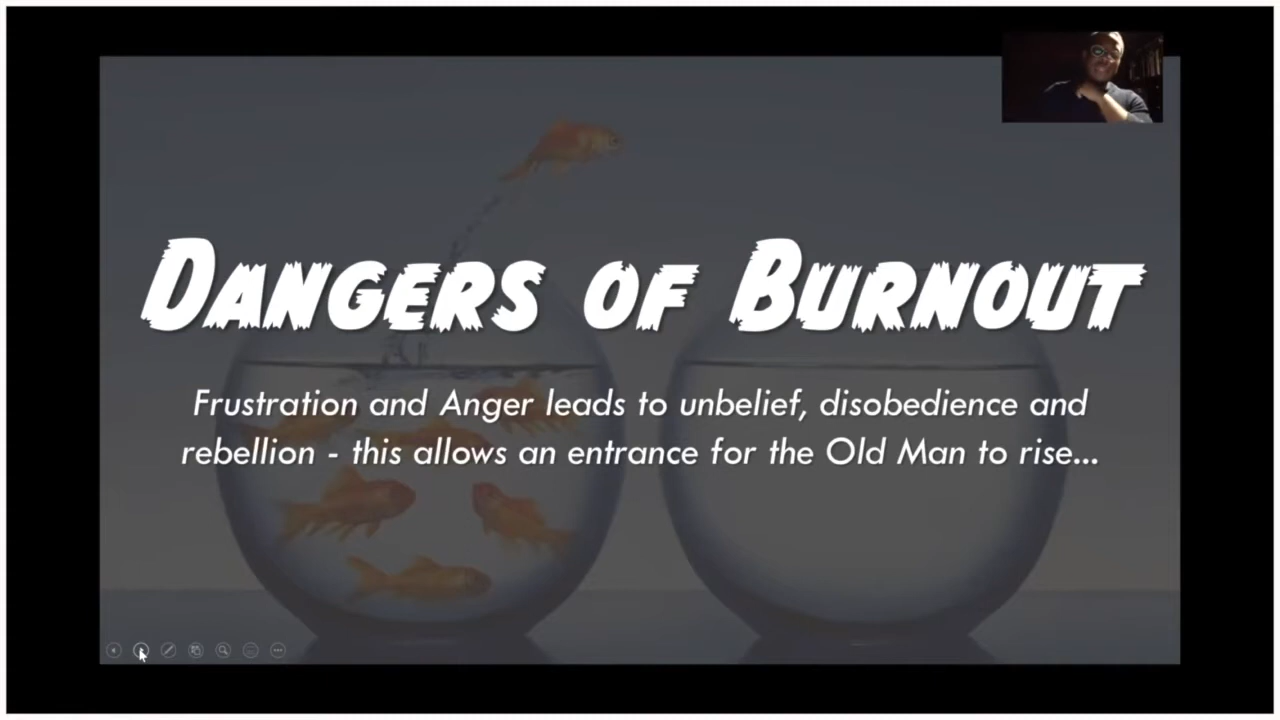 Dangers of Burnout
Frustration and Anger leads to unbelief, disobedience and
rebellion - this allows an entrance for the Old Man to rise...